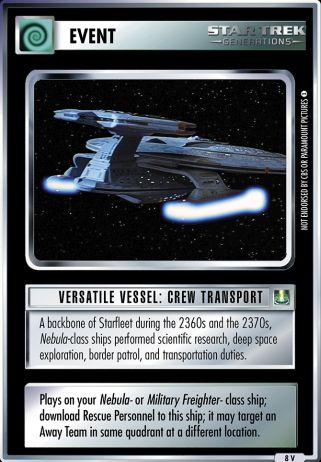 EVENT
STAR TREK
GENERATIONS
NOT ENDORSED BY CBS OR PARAMOUNT PICTURES
VERSATILE VESSEL: CREW TRANSPORT
A backbone of Starfleet during the 2360s and the 2370s,
Nebula-class ships performed scientific research, deep space
exploration, border patrol, and transportation duties.
Plays on your Nebula- or Military Freighter- class ship;
download Rescue Personnel to this ship; it may target an
Away Team in same quadrant at a different location.
8 V